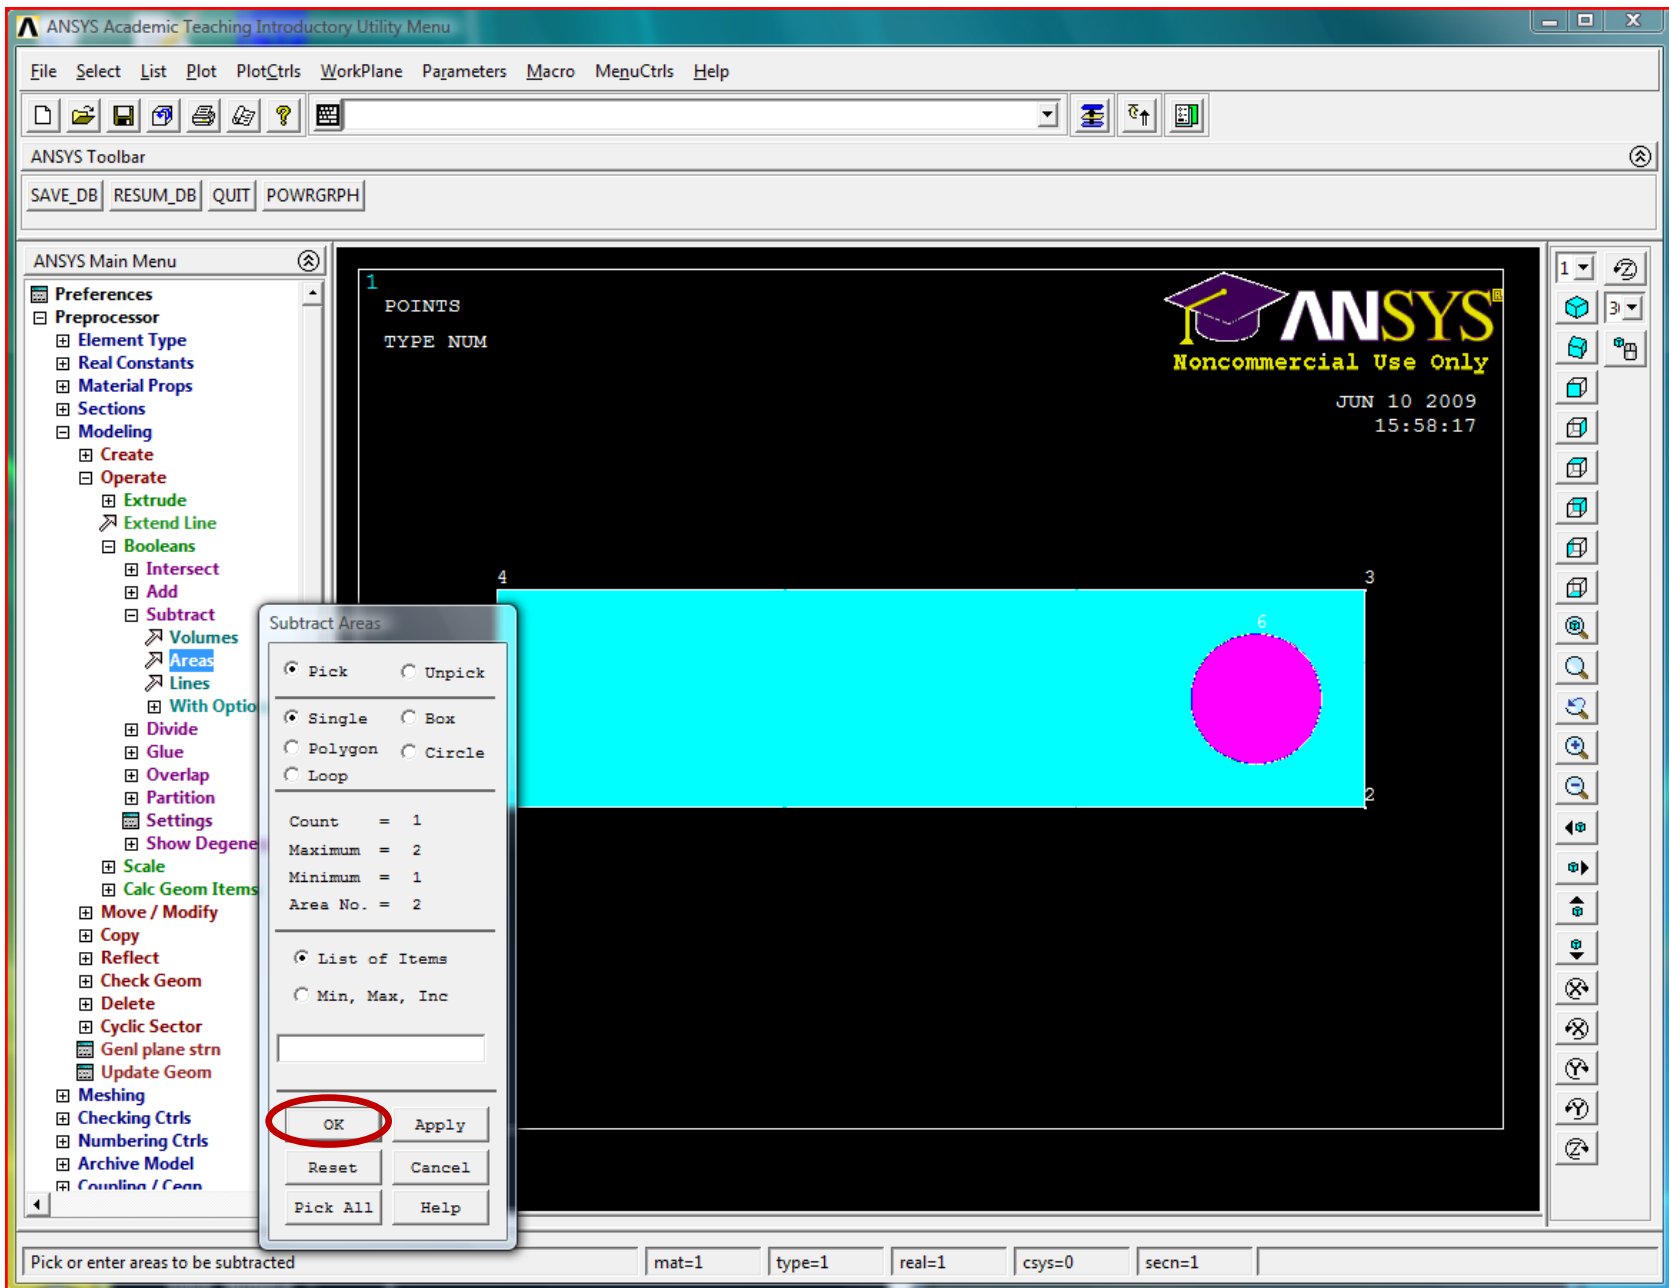 ANSYS Academic Teaching Introductory Utility Menu
File Select List Plot PlotCtrls WorkPlane Parameters Macro MenuCtrls Help
ANSYS Toolbar
SAVE_DB RESUM_DB QUIT POWRGRPH
ANSYS Main Menu
Preferences
Preprocessor
Element Type
Real Constants
Material Props
Sections
Modeling
Create
Operate
Extrude
Extend Line
Booleans
Intersect
Add
Subtract
Volumes
Areas
Lines
With Optio
Divide
Glue
Overlap
Partition
Settings
Show Degene
Scale
Calc Geom Items
Move / Modify
Copy
Reflect
Check Geom
Delete
Cyclic Sector
Genl plane strn
Update Geom
Meshing
Checking Ctrls
Numbering Ctrls
Archive Model
Coupling / Ceqn
Subtract Areas
Pick Unpick
Single Box
Polygon Circle
Loop
Count = 1
Maximum = 2
Minimum = 1
Area No. = 2
List of Items
Min, Max, Inc
OK Apply
Reset Cancel
Pick All Help
1
POINTS
TYPE NUM
ANSYS®
Noncommercial Use Only
JUN 10 2009
15:58:17
4 3
6
2
1
Z
X
X
Y
Y
Z
Pick or enter areas to be subtracted mat=1 type=1 real=1 csys=0 secn=1